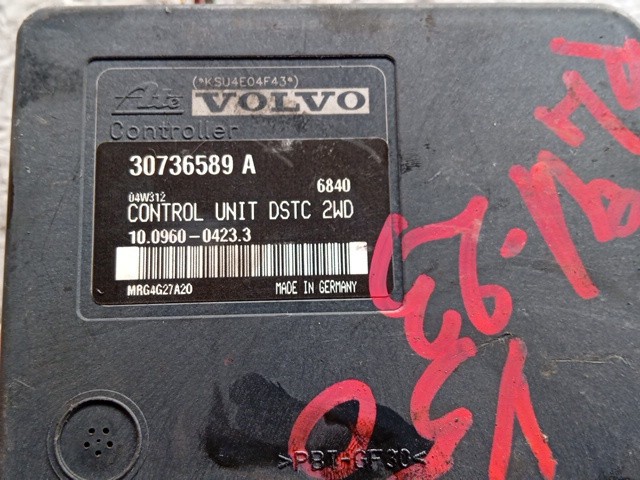 (*KSU4E04F43*)
Ate VOLVO
Controller
30736589 A
04W312 6840
CONTROL UNIT DSTC 2WD
10.0960-0423.3
MRG4G27A20 MADE IN GERMANY
V50
>PBT-GF30<